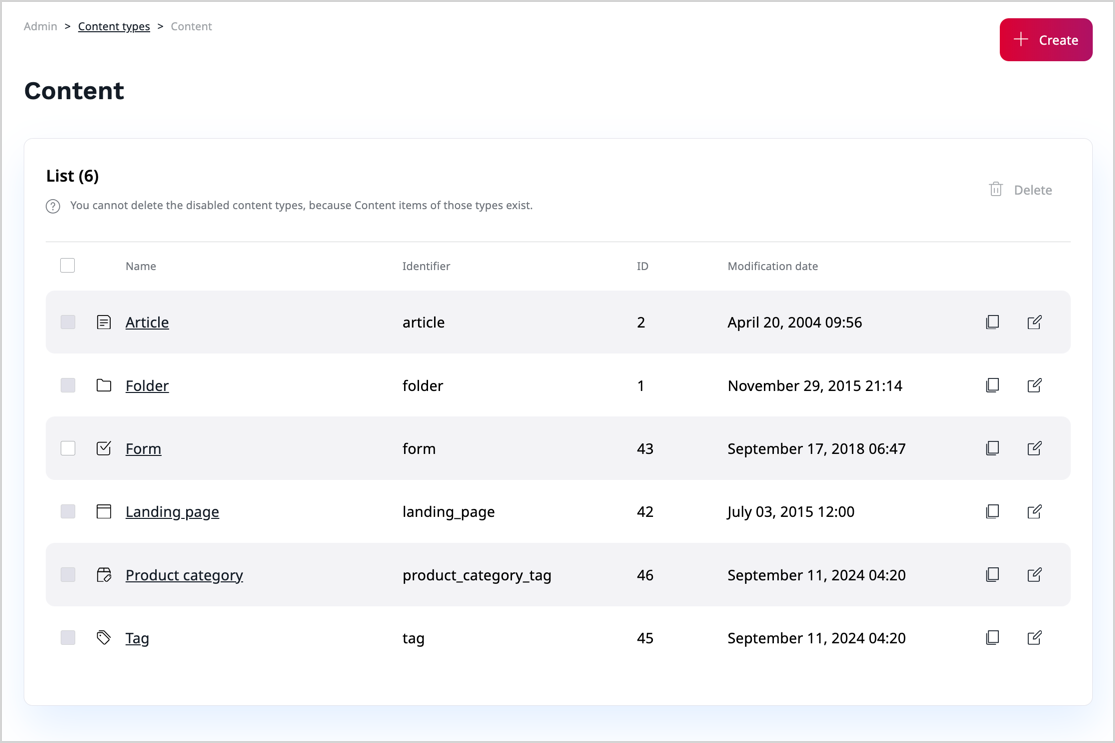 Admin > Content types > Content
Create
Content
List (6)
Delete
You cannot delete the disabled content types, because Content items of those types exist.
Name Identifier ID Modification date
Article article 2 April 20, 2004 09:56
Folder folder 1 November 29, 2015 21:14
Form form 43 September 17, 2018 06:47
Landing page landing_page 42 July 03, 2015 12:00
Product category product_category_tag 46 September 11, 2024 04:20
Tag tag 45 September 11, 2024 04:20